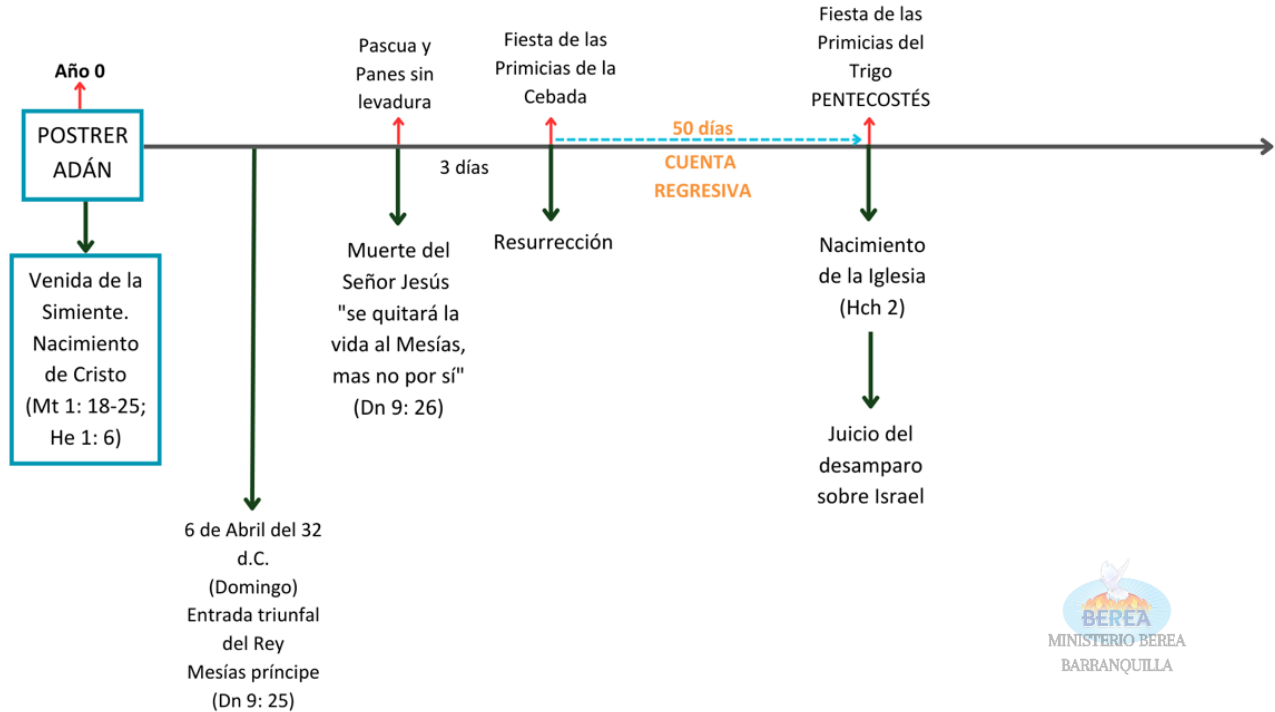 Año 0
POSTRER
ADÁN
Venida de la
Simiente.
Nacimiento
de Cristo
(Mt 1: 18-25;
He 1: 6)
6 de Abril del 32
d.C.
(Domingo)
Entrada triunfal
del Rey
Mesías príncipe
(Dn 9: 25)
Pascua y
Panes sin
levadura
Muerte del
Señor Jesús
"se quitará la
vida al Mesías,
mas no por sí"
(Dn 9: 26)
3 días
Fiesta de las
Primicias de la
Cebada
Resurrección
50 días
CUENTA
REGRESIVA
Fiesta de las
Primicias del
Trigo
PENTECOSTÉS
Nacimiento
de la Iglesia
(Hch 2)
Juicio del
desamparo
sobre Israel
BEREA
MINISTERIO BEREA
BARRANQUILLA